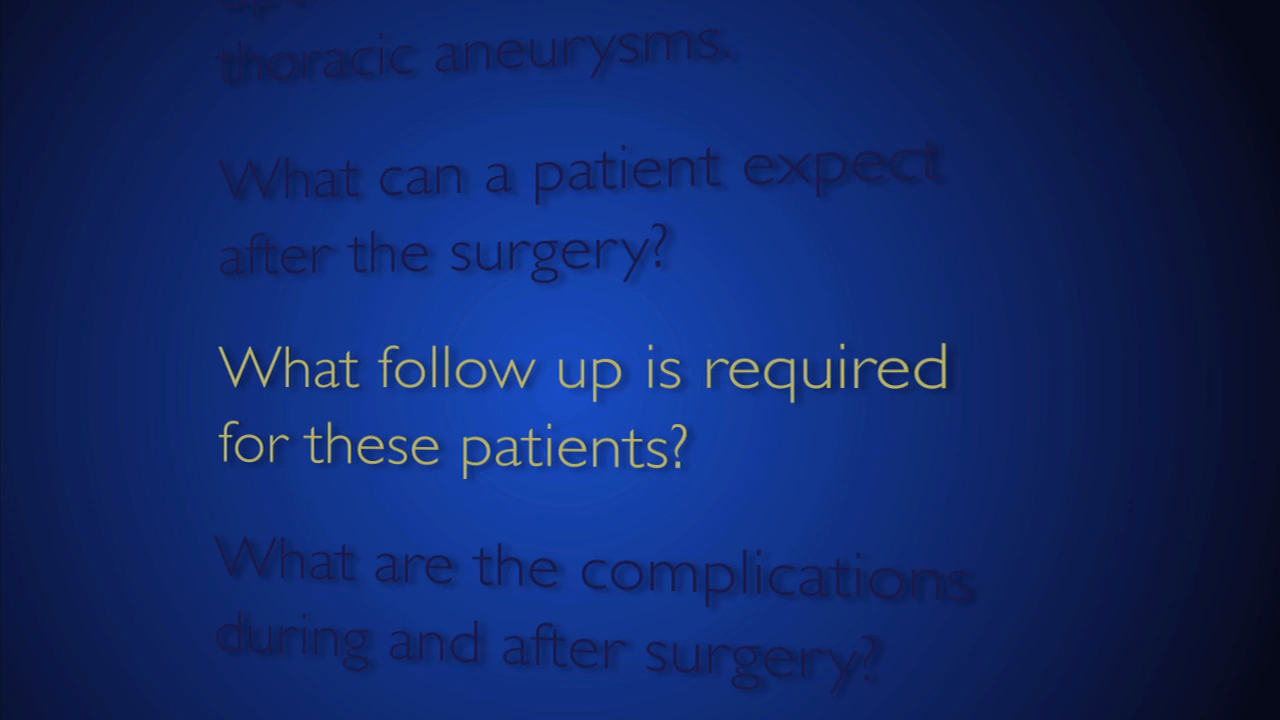 thoracic aneurysms.
What can a patient expect
after the surgery?
What follow up is required
for these patients?
What are the complications
during and after surgery?